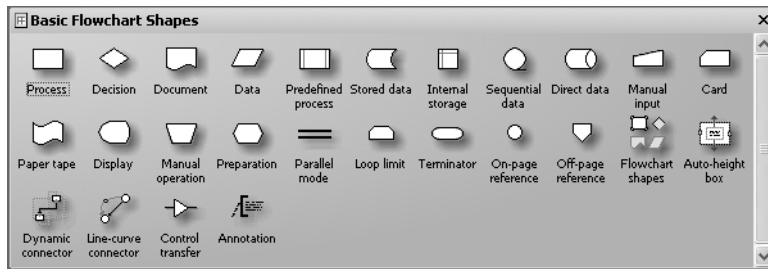 Basic Flowchart Shapes
Process Decision Document Data Predefined process Stored data Internal storage Sequential data Direct data Manual input Card
Paper tape Display Manual operation Preparation Parallel mode Loop limit Terminator On-page reference Off-page reference Flowchart shapes Auto-height box
Dynamic connector Line-curve connector Control transfer Annotation